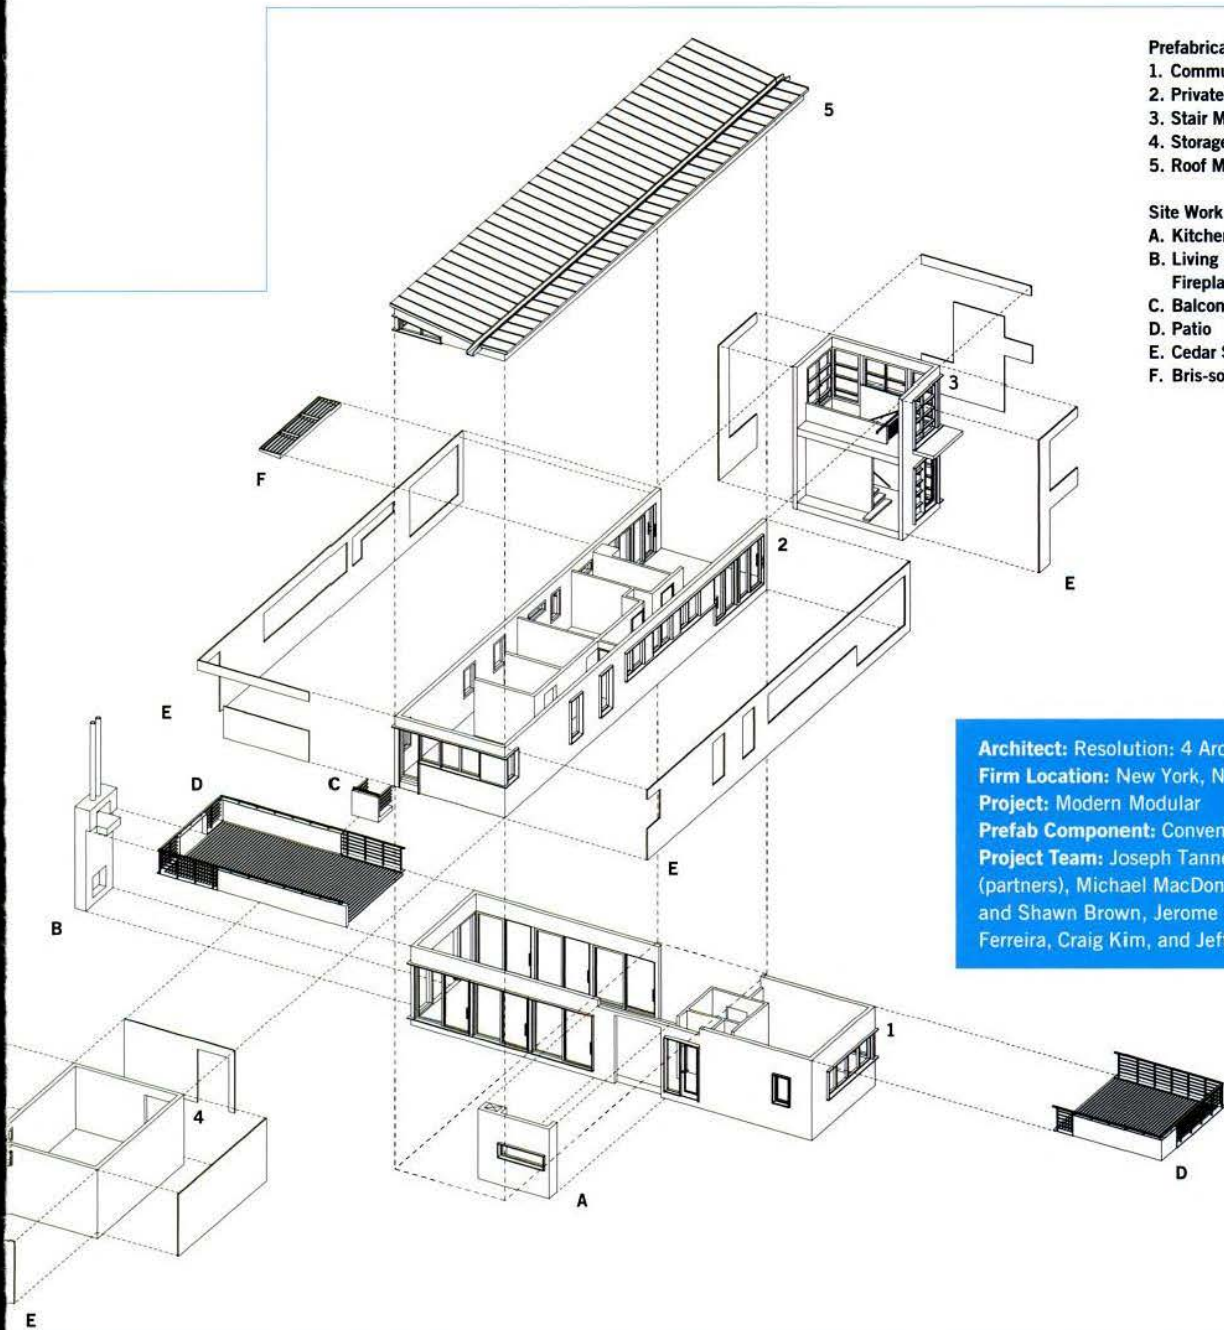 Prefabrica
1. Commu
2. Private
3. Stair M
4. Storage
5. Roof M
Site Work
A. Kitchen
B. Living
Firepla
C. Balcon
D. Patio
E. Cedar S
F. Bris-so
5
3
F
2
E
E
D
C
E
B
1
4
A
D
E
Architect: Resolution: 4 Arc
Firm Location: New York, N
Project: Modern Modular
Prefab Component: Conven
Project Team: Joseph Tanne
(partners), Michael MacDon
and Shawn Brown, Jerome
Ferreira, Craig Kim, and Jeff